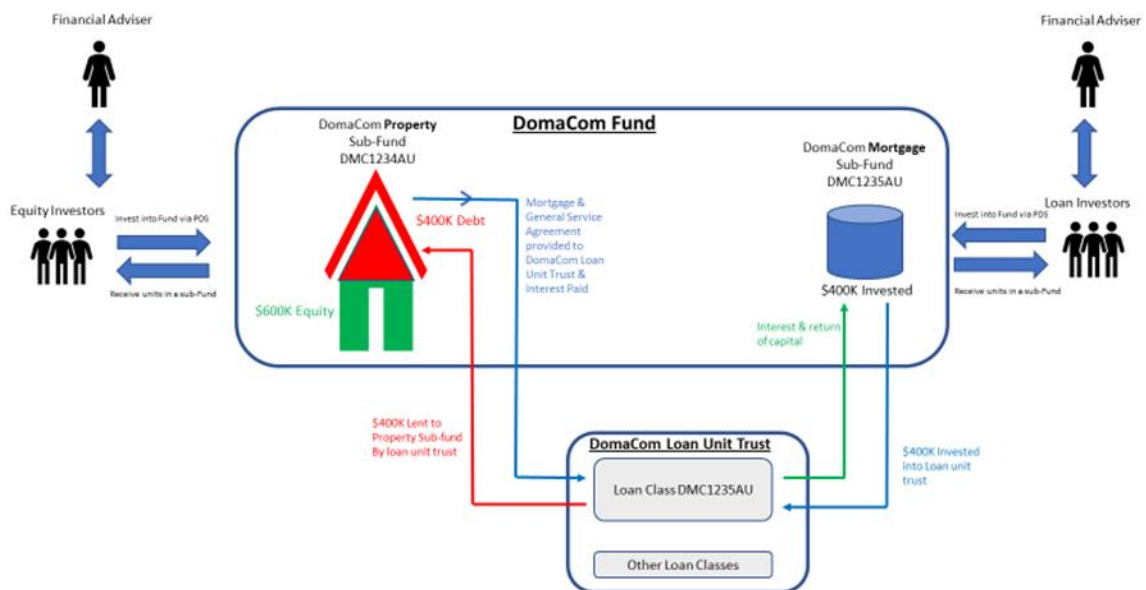 Financial Adviser
Financial Adviser
DomaCom Fund
DomaCom Property
Sub-Fund
DMC1234AU
DomaCom Mortgage
Sub-Fund
DMC1235AU
Equity Investors
Invest into Fund via PDS
Receive units in a sub-Fund
$400K Debt
$600K Equity
Mortgage &
General Service
Agreement
provided to
DomaCom Loan
Unit Trust &
Interest Paid
$400K Invested
Loan Investors
Invest into Fund via PDS
Receive units in a sub-Fund
Interest & return
of capital
$400K Lent to
Property Sub-fund
By loan unit trust
DomaCom Loan Unit Trust
Loan Class DMC1235AU
Other Loan Classes
$400K Invested
into Loan unit
trust